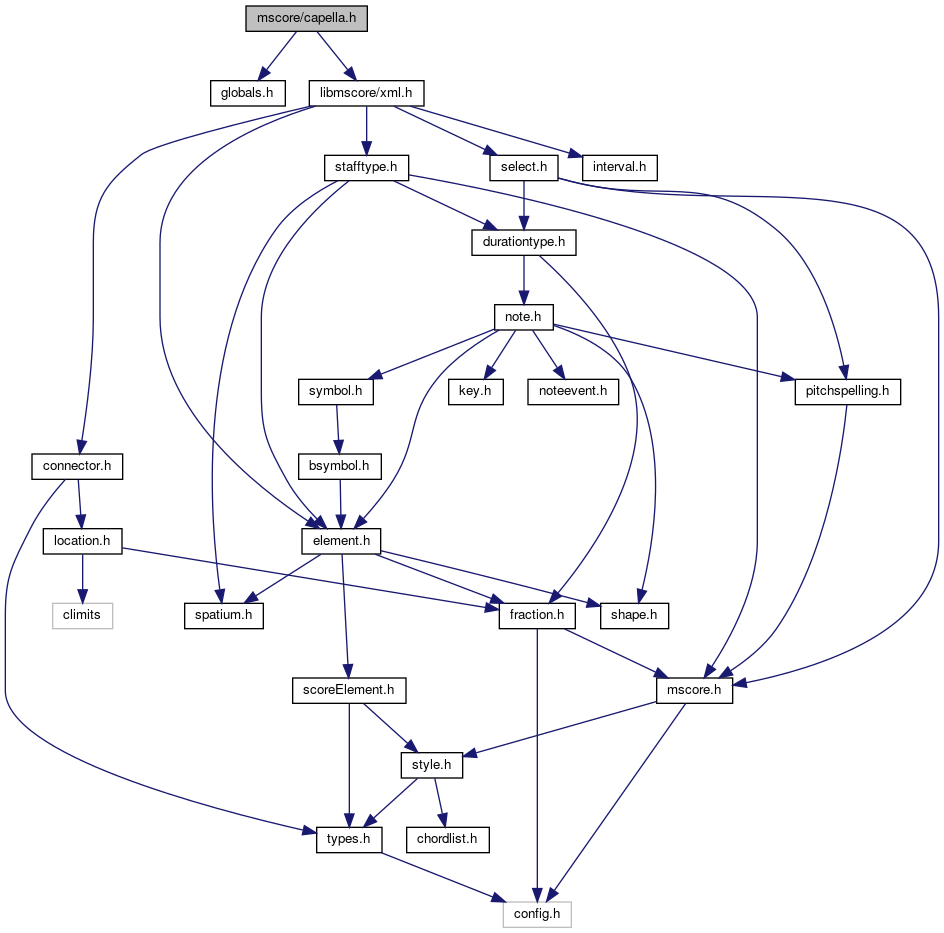 mscore/capella.h
globals.h
libmscore/xml.h
stafftype.h
select.h
interval.h
durationtype.h
note.h
symbol.h
key.h
noteevent.h
pitchspelling.h
connector.h
bsymbol.h
location.h
element.h
climits
spatium.h
fraction.h
shape.h
scoreElement.h
mscore.h
style.h
types.h
chordlist.h
config.h